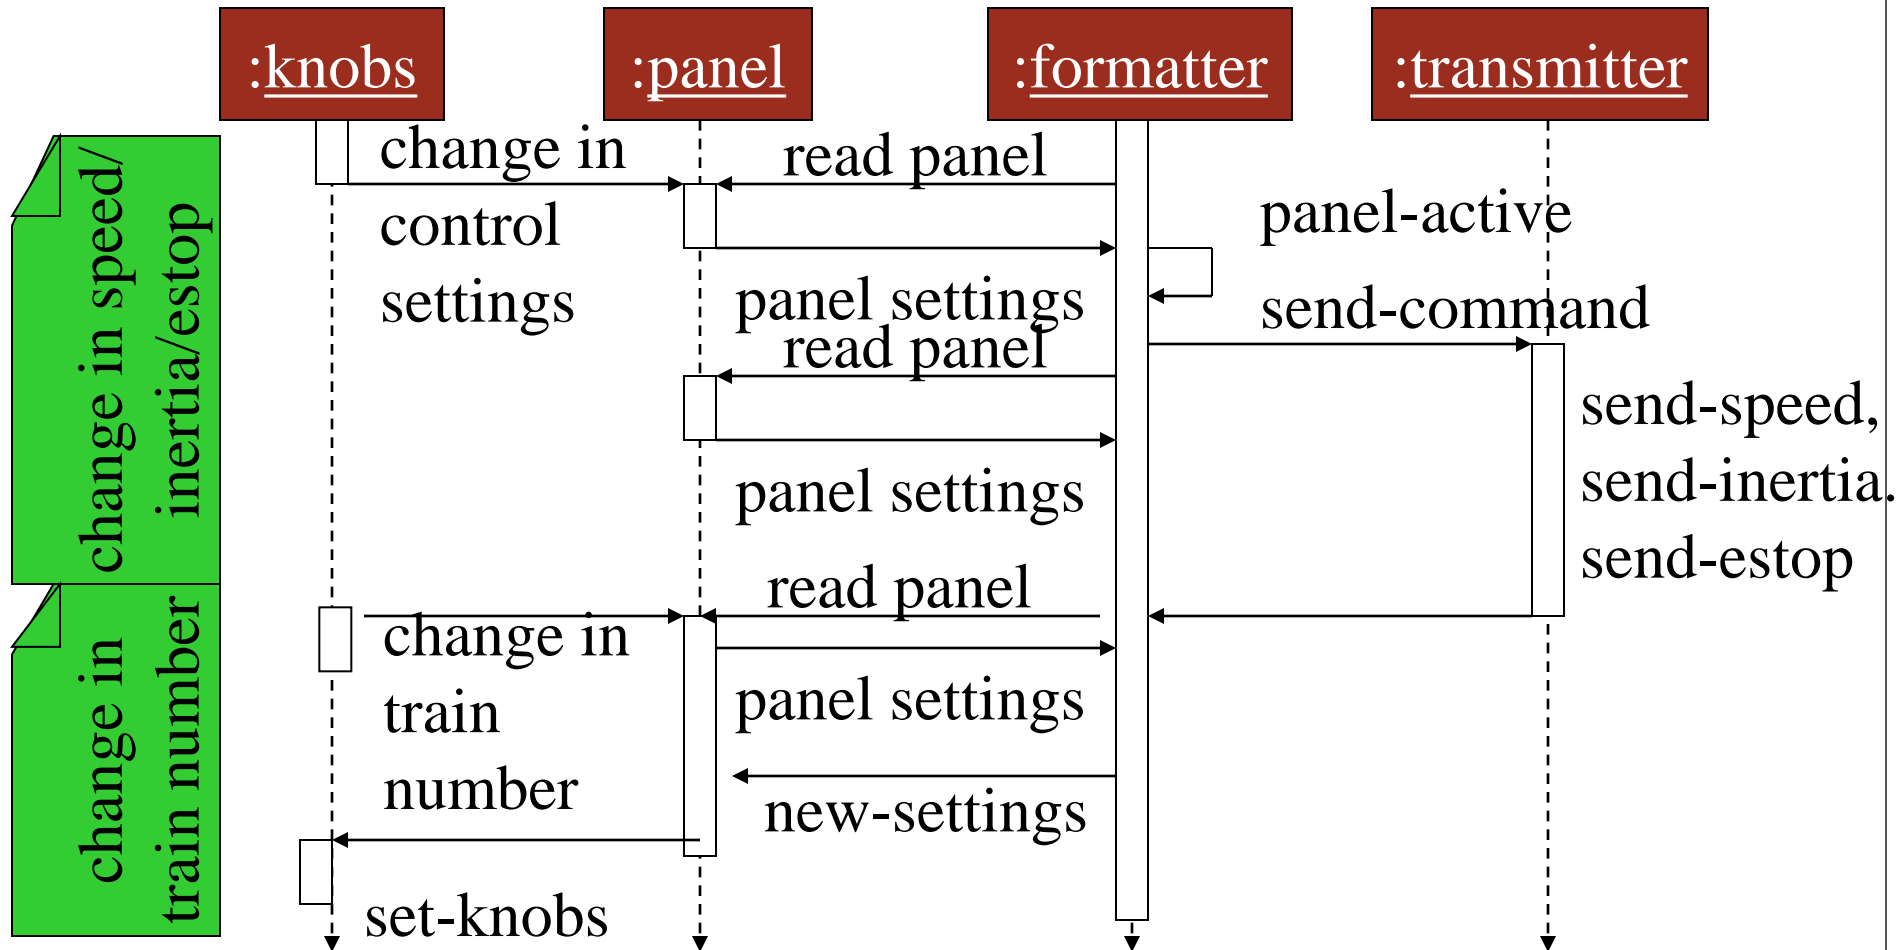 :knobs
:panel
:formatter
:transmitter
change in speed/
inertia/estop
change in
control
settings
read panel
panel-active
panel settings
send-command
read panel
send-speed,
send-inertia.
send-estop
panel settings
change in
train number
read panel
change in
train
number
panel settings
new-settings
set-knobs